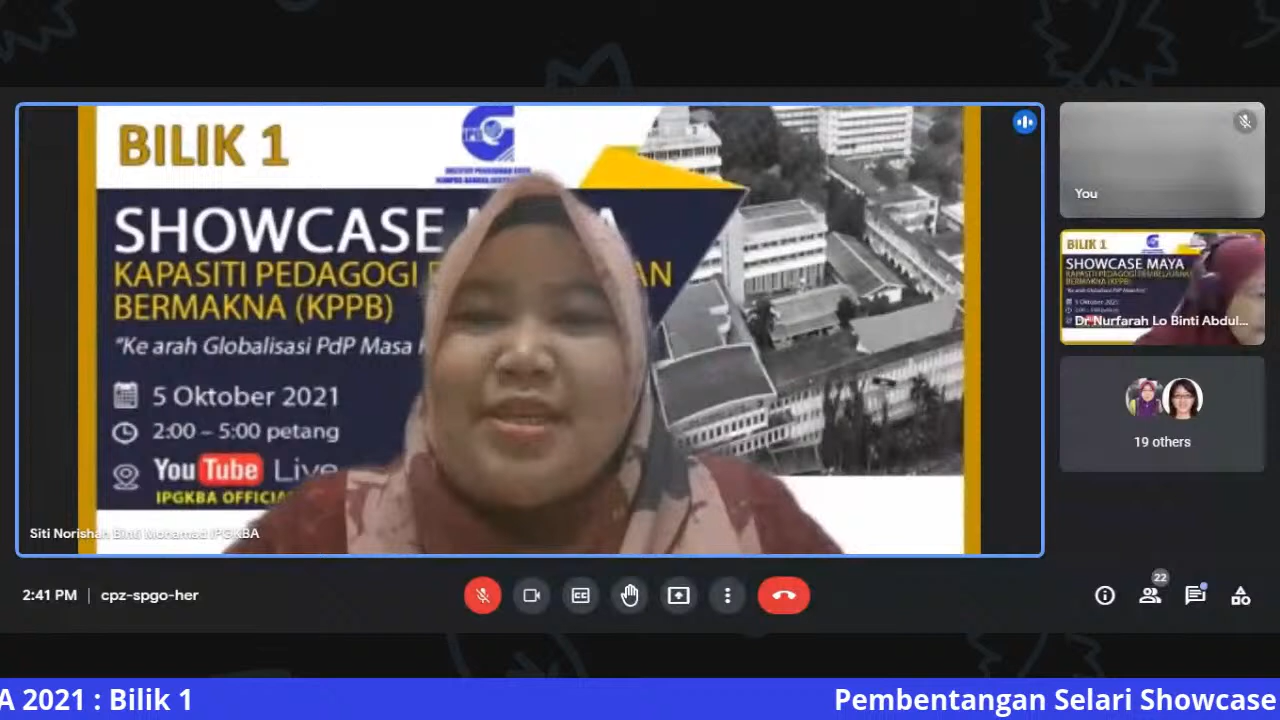 BILIK 1
SHOWCASE
KAPASITI PEDAGOGI
BERMAKNA (KPPB)
"Ke arah Globalisasi PdP Masa
5 Oktober 2021
2:00 – 5:00 petang
YouTube Live
IPGKBA OFFICIAL
Siti Norishah Binti Mohamad IPGKBA
You
BILIK 1
SHOWCASE MAYA
KAPASITI PEDAGOGI PEMBELAJARAN
BERMAKNA (KPPB)
5 Oktober 2021
Dr. Nurfarah Lo Binti Abdul...
19 others
2:41 PM | cpz-spgo-her
22
A 2021 : Bilik 1
Pembentangan Selari Showcase